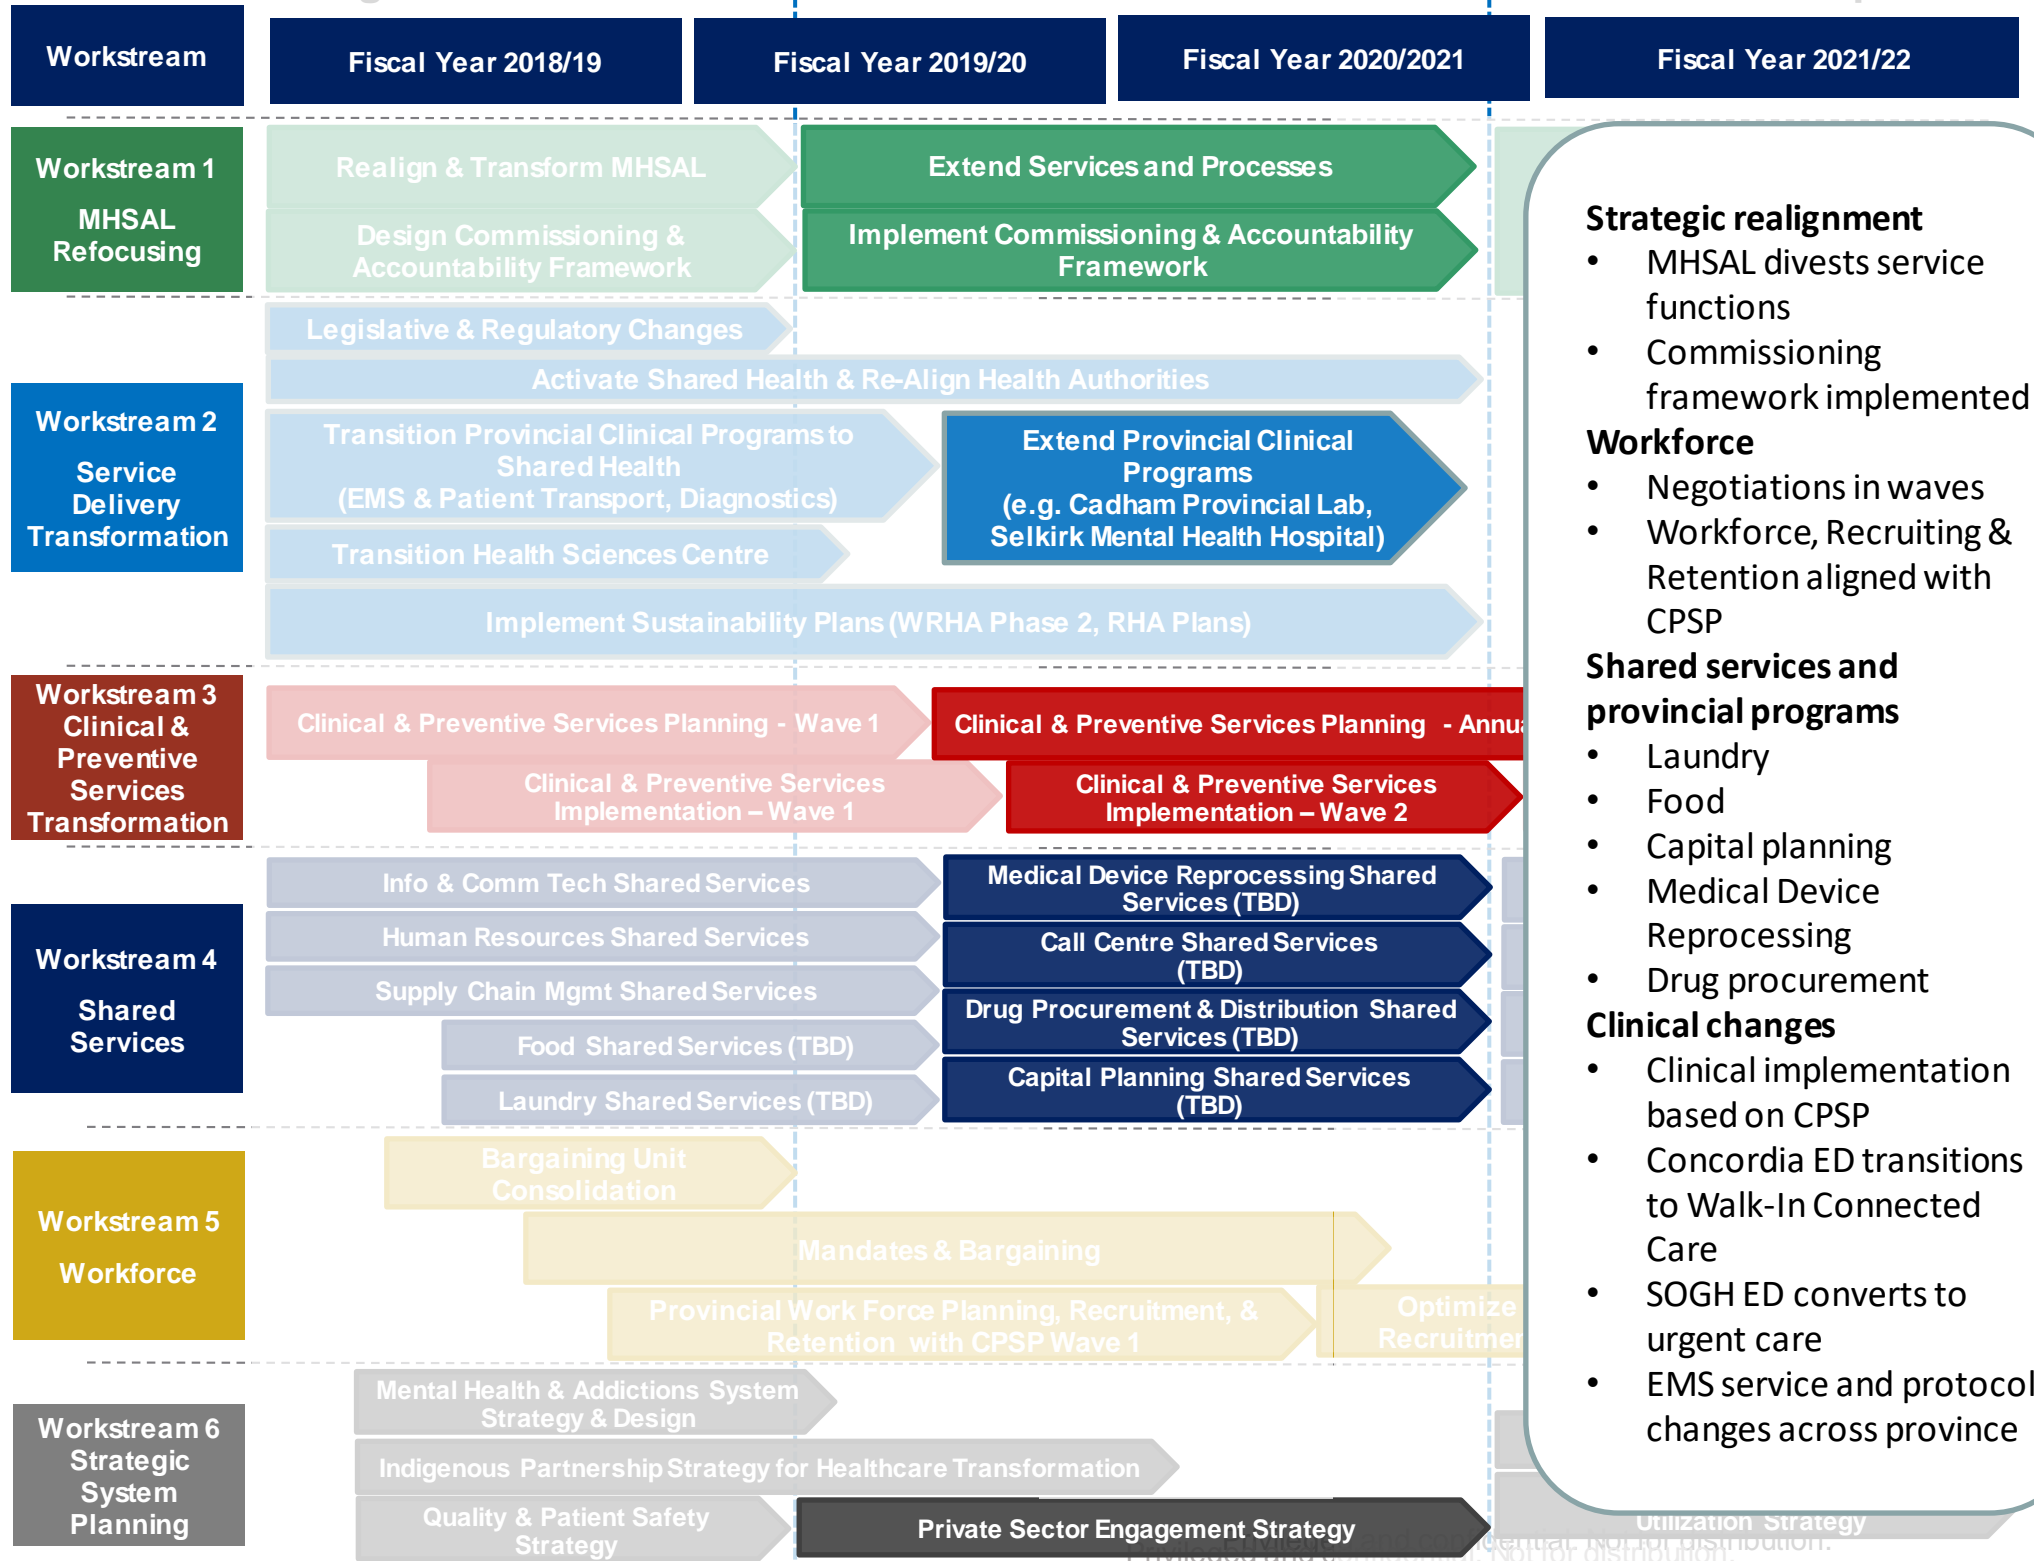 Workstream
Fiscal Year 2018/19
Fiscal Year 2019/20
Fiscal Year 2020/2021
Fiscal Year 2021/22
Workstream 1
MHSAL
Refocusing
Realign & Transform MHSAL
Extend Services and Processes
Design Commissioning &
Accountability Framework
Implement Commissioning & Accountability
Framework
Workstream 2
Service
Delivery
Transformation
Legislative & Regulatory Changes
Activate Shared Health & Re-Align Health Authorities
Transition Provincial Clinical Programs to
Shared Health
(EMS & Patient Transport, Diagnostics)
Extend Provincial Clinical
Programs
(e.g. Cadham Provincial Lab,
Selkirk Mental Health Hospital)
Transition Health Sciences Centre
Implement Sustainability Plans (WRHA Phase 2, RHA Plans)
Workstream 3
Clinical &
Preventive
Services
Transformation
Clinical & Preventive Services Planning - Wave 1
Clinical & Preventive Services Planning - Annua
Clinical & Preventive Services
Implementation – Wave 1
Clinical & Preventive Services
Implementation – Wave 2
Workstream 4
Shared
Services
Info & Comm Tech Shared Services
Human Resources Shared Services
Supply Chain Mgmt Shared Services
Food Shared Services (TBD)
Laundry Shared Services (TBD)
Medical Device Reprocessing Shared
Services (TBD)
Call Centre Shared Services
(TBD)
Drug Procurement & Distribution Shared
Services (TBD)
Capital Planning Shared Services
(TBD)
Workstream 5
Workforce
Bargaining Unit
Consolidation
Mandates & Bargaining
Provincial Work Force Planning, Recruitment, &
Retention with CPSP Wave 1
Optimize
Recruitmen
Workstream 6
Strategic
System
Planning
Mental Health & Addictions System
Strategy & Design
Indigenous Partnership Strategy for Healthcare Transformation
Quality & Patient Safety
Strategy
Private Sector Engagement Strategy
Utilization Strategy
Strategic realignment
• MHSAL divests service
functions
• Commissioning
framework implemented
Workforce
• Negotiations in waves
• Workforce, Recruiting &
Retention aligned with
CPSP
Shared services and
provincial programs
• Laundry
• Food
• Capital planning
• Medical Device
Reprocessing
• Drug procurement
Clinical changes
• Clinical implementation
based on CPSP
• Concordia ED transitions
to Walk-In Connected
Care
• SOGH ED converts to
urgent care
• EMS service and protocol
changes across province
Privileged and confidential. Not for distribution.
Privileged and confidential. Not for distribution.